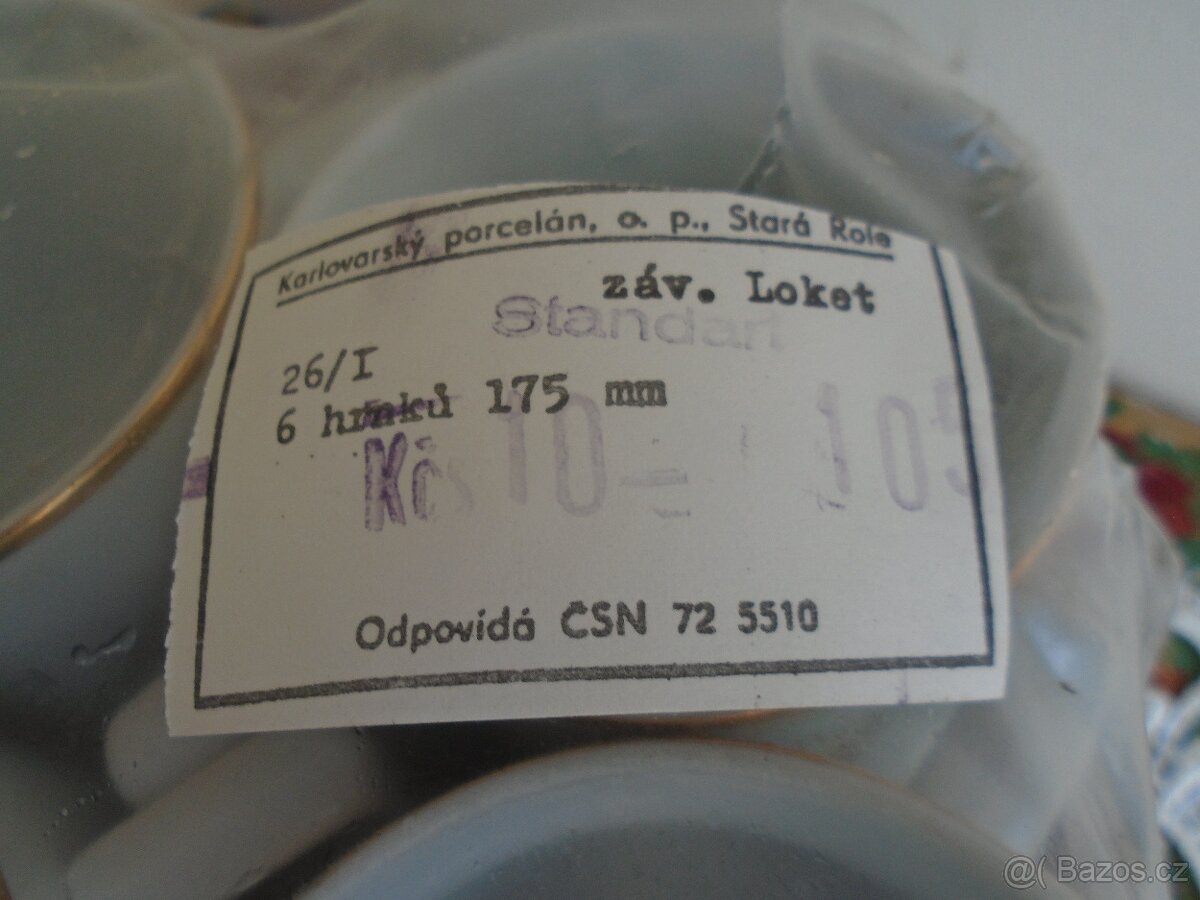 Karlovarský porcelán, o. p., Stará Role
záv. Loket
Standart
26/I
6 hrnků 175 mm
Kčs 10 = 105
Odpovídá ČSN 72 5510
@( Bazos.cz